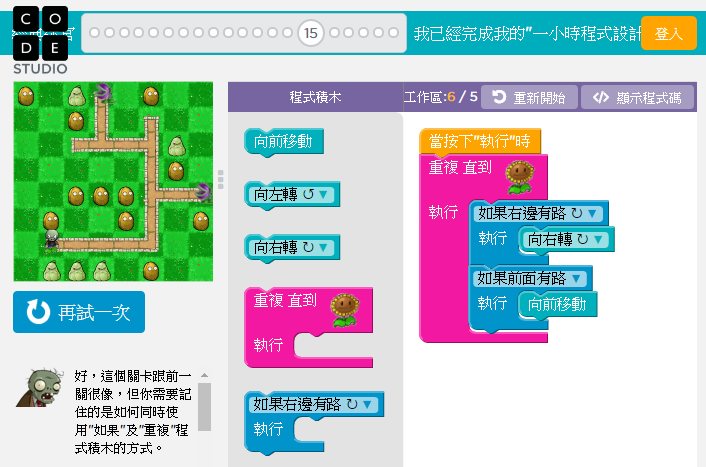 C O
D E
STUDIO
15
我已經完成我的"一小時程式設計
登入
程式積木
工作區:6 / 5
重新開始
</> 顯示程式碼
向前移動
向左轉 ↺ ▼
向右轉 ↻ ▼
重複 直到
執行
如果右邊有路 ↻ ▼
執行
當按下"執行"時
重複 直到
執行
如果右邊有路 ↻ ▼
執行
向右轉 ↻ ▼
如果前面有路 ▼
執行
向前移動
再試一次
好，這個關卡跟前一
關很像，但你需要記
住的是如何同時使
用"如果"及"重複"程
式積木的方式。